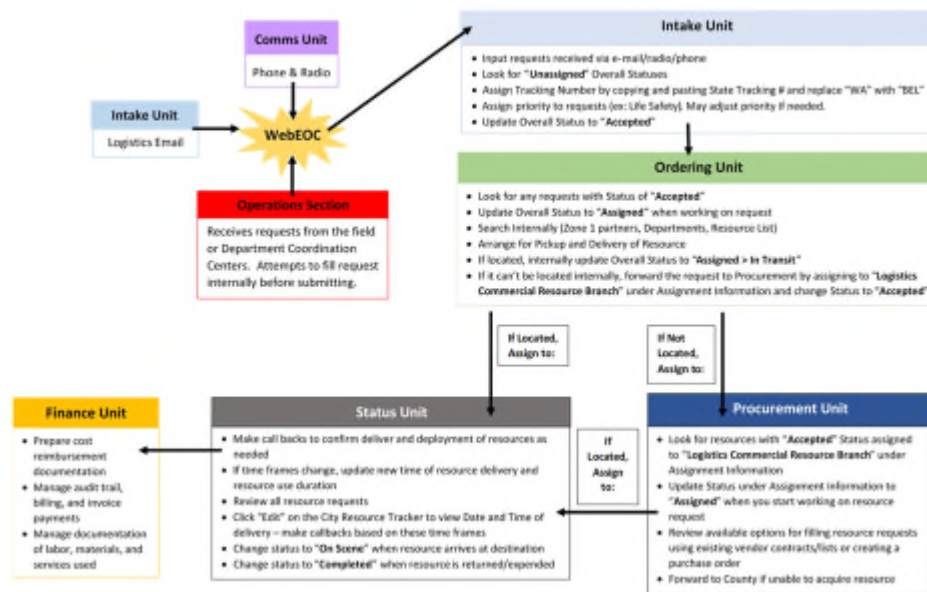 Comms Unit
Phone & Radio
Intake Unit
Logistics Email
WebEOC
Operations Section
Receives requests from the field
or Department Coordination
Centers. Attempts to fill request
internally before submitting.
Intake Unit
• Input requests received via e-mail/radio/phone
• Look for "Unassigned" Overall Statuses
• Assign Tracking Number by copying and pasting State Tracking # and replace "WA" with "BEL"
• Assign priority to requests (ex: Life Safety). May adjust priority if needed.
• Update Overall Status to "Accepted"
Ordering Unit
• Look for any requests with Status of "Accepted"
• Update Overall Status to "Assigned" when working on request
• Search Internally (Zone 1 partners, Departments, Resource List)
• Arrange for Pickup and Delivery of Resource
• If located, internally update Overall Status to "Assigned > In Transit"
• If it can't be located internally, forward the request to Procurement by assigning to "Logistics
Commercial Resource Branch" under Assignment Information and change Status to "Accepted"
If Located,
Assign to:
If Not
Located,
Assign to:
Finance Unit
• Prepare cost
reimbursement
documentation
• Manage audit trail,
billing, and invoice
payments
• Manage documentation
of labor, materials, and
services used
Status Unit
• Make call backs to confirm deliver and deployment of resources as
needed
• If time frames change, update new time of resource delivery and
resource use duration
• Review all resource requests
• Click "Edit" on the City Resource Tracker to view Date and Time of
delivery – make callbacks based on these time frames
• Change status to "On Scene" when resource arrives at destination
• Change status to "Completed" when resource is returned/expended
If
Located,
Assign
to:
Procurement Unit
• Look for resources with "Accepted" Status assigned
to "Logistics Commercial Resource Branch" under
Assignment Information
• Update Status under Assignment Information to
"Assigned" when you start working on resource
request
• Review available options for filling resource requests
using existing vendor contracts/lists or creating a
purchase order
• Forward to County if unable to acquire resource